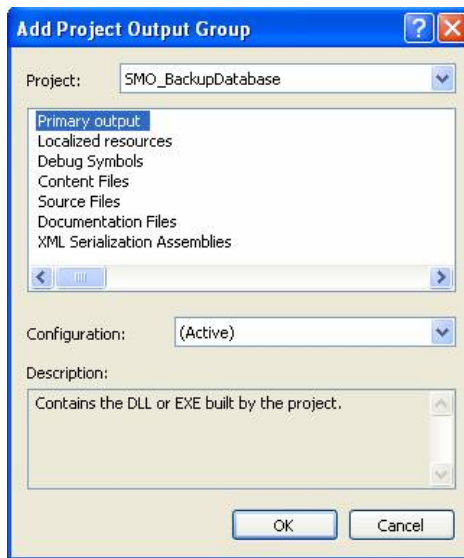 Add Project Output Group
Project: SMO_BackupDatabase
Primary output
Localized resources
Debug Symbols
Content Files
Source Files
Documentation Files
XML Serialization Assemblies
Configuration: (Active)
Description:
Contains the DLL or EXE built by the project.
OK Cancel